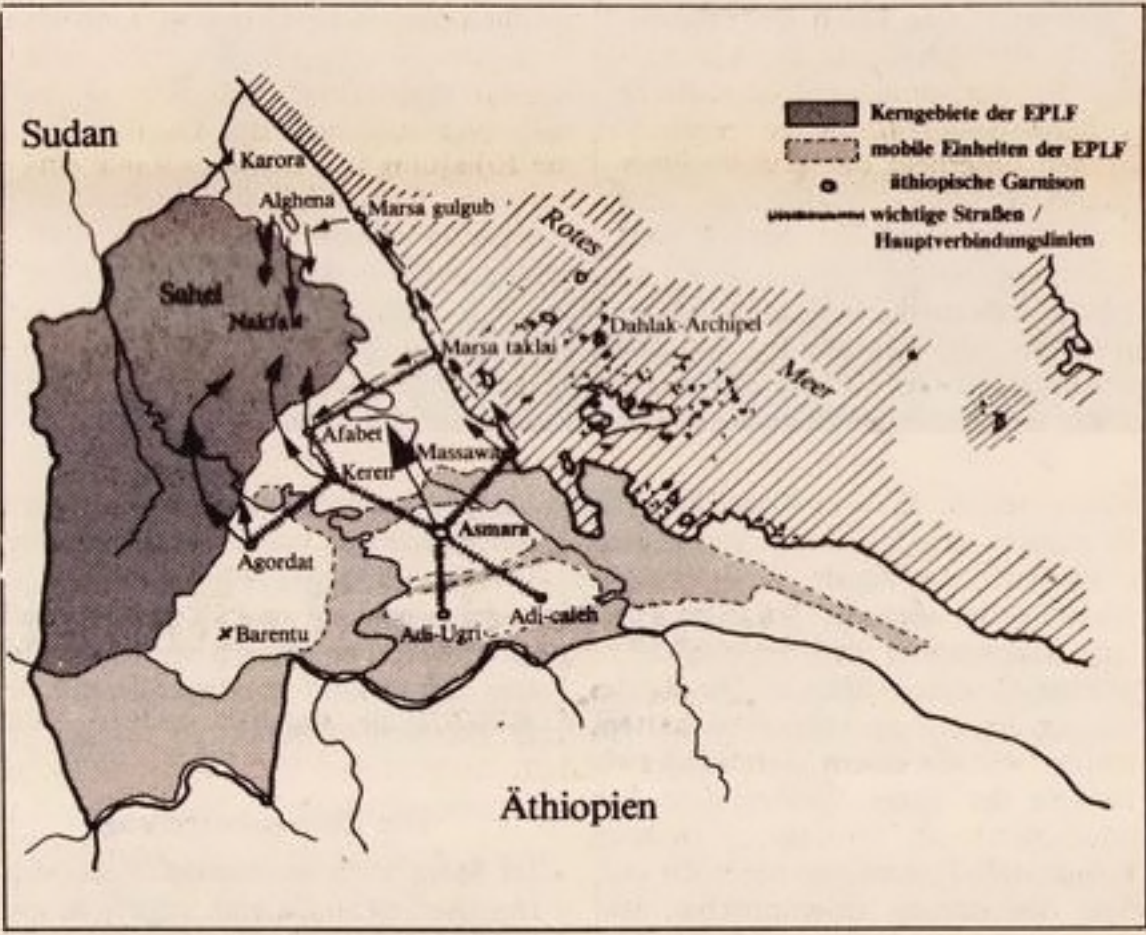 Sudan
Kerngebiete der EPLF
mobile Einheiten der EPLF
äthiopische Garnison
wichtige Straßen /
Hauptverbindungslinien
Karora
Alghena
Marsa gulgub
Rotes
Sahel
Nakfa
Dahlak-Archipel
Marsa taklai
Meer
Afabet
Massawa
Keren
Asmara
Agordat
Adi-caieh
Barentu
Adi-Ugri
Äthiopien